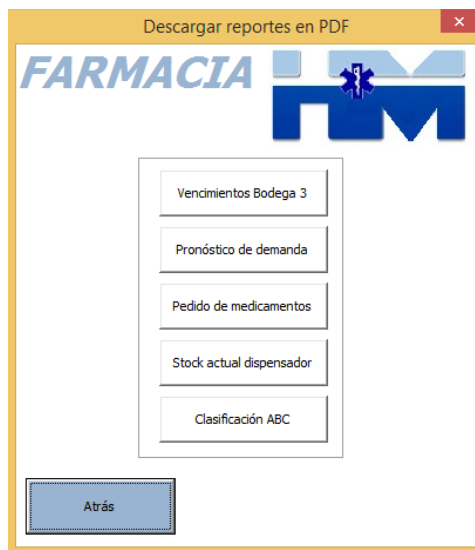 Descargar reportes en PDF
FARMACIA
HM
Vencimientos Bodega 3
Pronóstico de demanda
Pedido de medicamentos
Stock actual dispensador
Clasificación ABC
Atrás